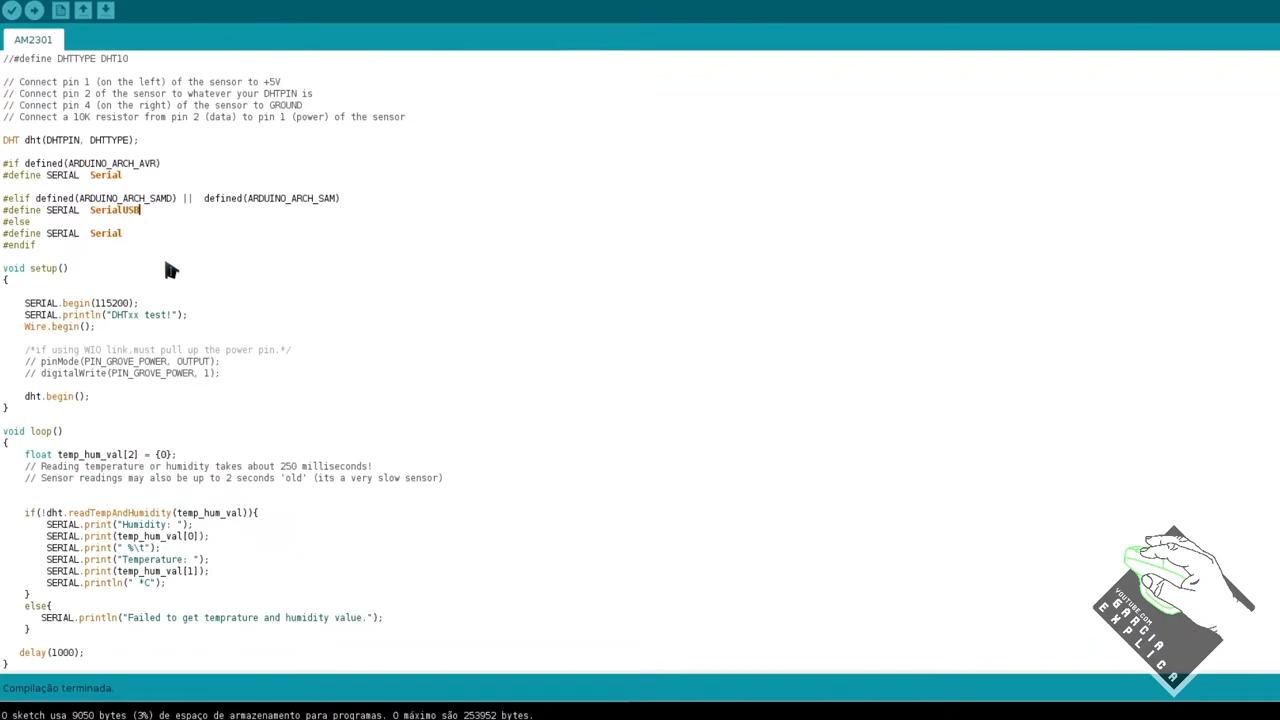 AM2301
//#define DHTTYPE DHT10
// Connect pin 1 (on the left) of the sensor to +5V
// Connect pin 2 of the sensor to whatever your DHTPIN is
// Connect pin 4 (on the right) of the sensor to GROUND
// Connect a 10K resistor from pin 2 (data) to pin 1 (power) of the sensor
DHT dht(DHTPIN, DHTTYPE);
#if defined(ARDUINO_ARCH_AVR)
#define SERIAL  Serial
#elif defined(ARDUINO_ARCH_SAMD) ||  defined(ARDUINO_ARCH_SAM)
#define SERIAL  SerialUSB
#else
#define SERIAL  Serial
#endif
void setup()
{
    SERIAL.begin(115200);
    SERIAL.println("DHTxx test!");
    Wire.begin();
    /*if using WIO link,must pull up the power pin.*/
    // pinMode(PIN_GROVE_POWER, OUTPUT);
    // digitalWrite(PIN_GROVE_POWER, 1);
    dht.begin();
}
void loop()
{
    float temp_hum_val[2] = {0};
    // Reading temperature or humidity takes about 250 milliseconds!
    // Sensor readings may also be up to 2 seconds 'old' (its a very slow sensor)
    if(!dht.readTempAndHumidity(temp_hum_val)){
        SERIAL.print("Humidity: ");
        SERIAL.print(temp_hum_val[0]);
        SERIAL.print(" %\t");
        SERIAL.print("Temperature: ");
        SERIAL.print(temp_hum_val[1]);
        SERIAL.println(" *C");
    }
    else{
       SERIAL.println("Failed to get temprature and humidity value.");
    }
   delay(1000);
}
YOUTUBE.COM
EGARCIA
EXPLICA
Compilação terminada.
O sketch usa 9050 bytes (3%) de espaço de armazenamento para programas. O máximo são 253952 bytes.